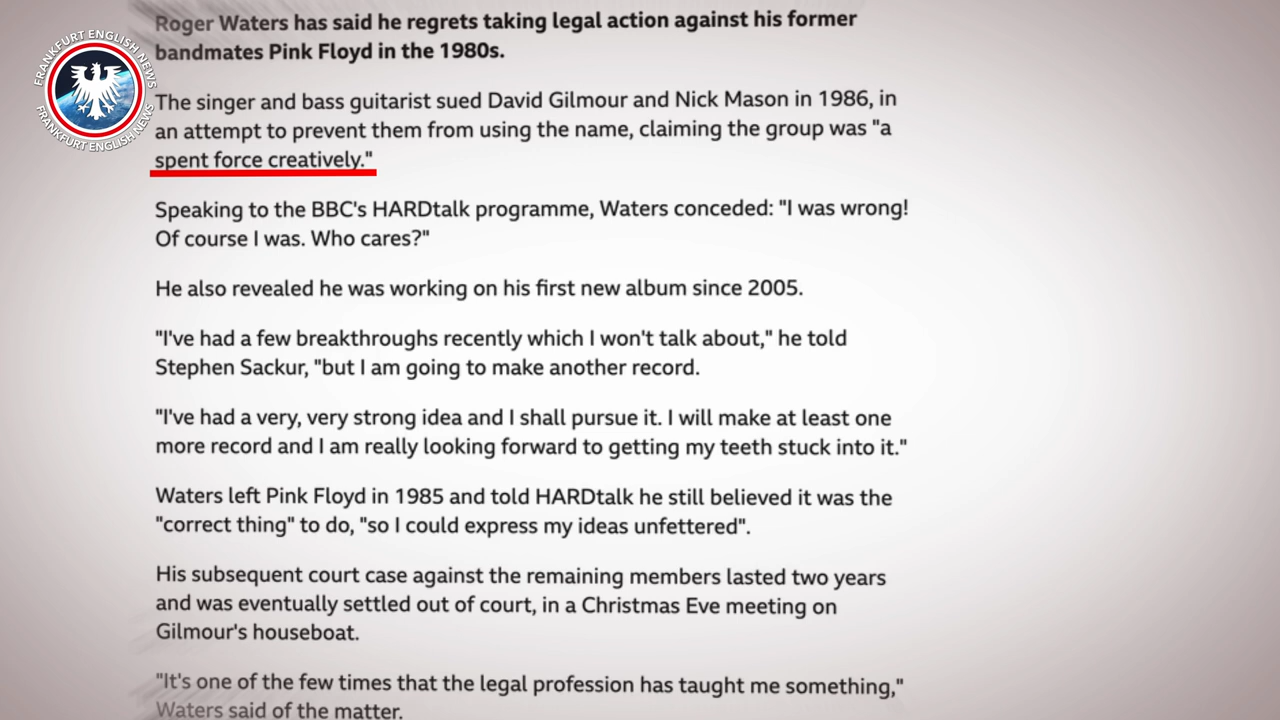 FRANKFURT ENGLISH NEWS
FRANKFURT ENGLISH NEWS
Roger Waters has said he regrets taking legal action against his former
bandmates Pink Floyd in the 1980s.
The singer and bass guitarist sued David Gilmour and Nick Mason in 1986, in
an attempt to prevent them from using the name, claiming the group was "a
spent force creatively."
Speaking to the BBC's HARDtalk programme, Waters conceded: "I was wrong!
Of course I was. Who cares?"
He also revealed he was working on his first new album since 2005.
"I've had a few breakthroughs recently which I won't talk about," he told
Stephen Sackur, "but I am going to make another record.
"I've had a very, very strong idea and I shall pursue it. I will make at least one
more record and I am really looking forward to getting my teeth stuck into it."
Waters left Pink Floyd in 1985 and told HARDtalk he still believed it was the
"correct thing" to do, "so I could express my ideas unfettered".
His subsequent court case against the remaining members lasted two years
and was eventually settled out of court, in a Christmas Eve meeting on
Gilmour's houseboat.
"It's one of the few times that the legal profession has taught me something,"
Waters said of the matter.